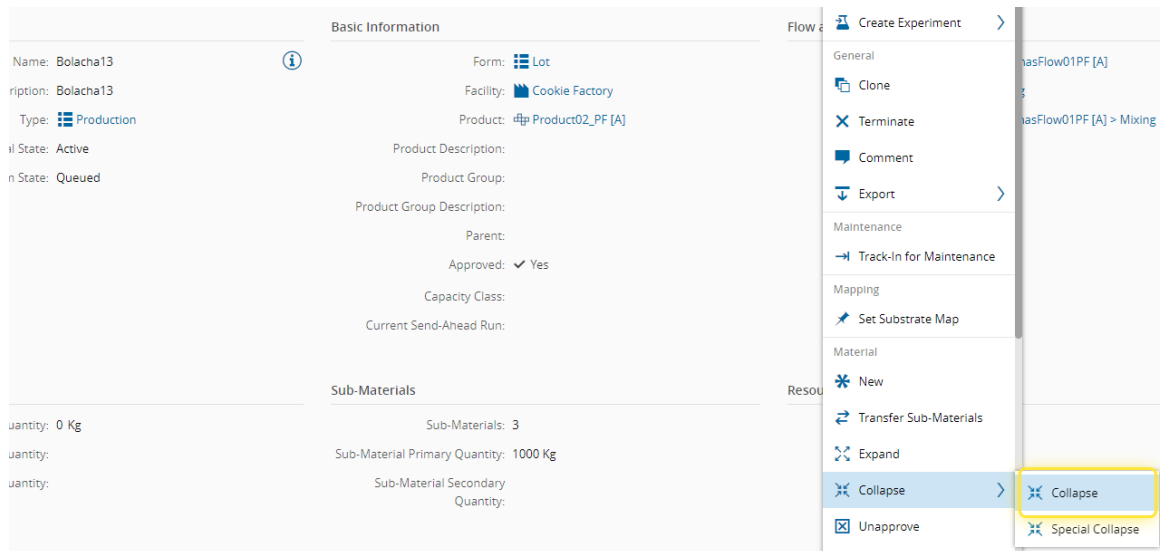 Basic Information
Flow a
Name: Bolacha13
ription: Bolacha13
Type: Production
al State: Active
n State: Queued
Form: Lot
Facility: Cookie Factory
Product: Product02_PF [A]
Product Description:
Product Group:
Product Group Description:
Parent:
Approved: Yes
Capacity Class:
Current Send-Ahead Run:
nasFlow01PF [A]
g
nasFlow01PF [A] > Mixing
Sub-Materials
Resou
uantity: 0 Kg
uantity:
uantity:
Sub-Materials: 3
Sub-Material Primary Quantity: 1000 Kg
Sub-Material Secondary
Quantity:
Create Experiment
General
Clone
Terminate
Comment
Export
Maintenance
Track-In for Maintenance
Mapping
Set Substrate Map
Material
New
Transfer Sub-Materials
Expand
Collapse
Unapprove
Collapse
Special Collapse